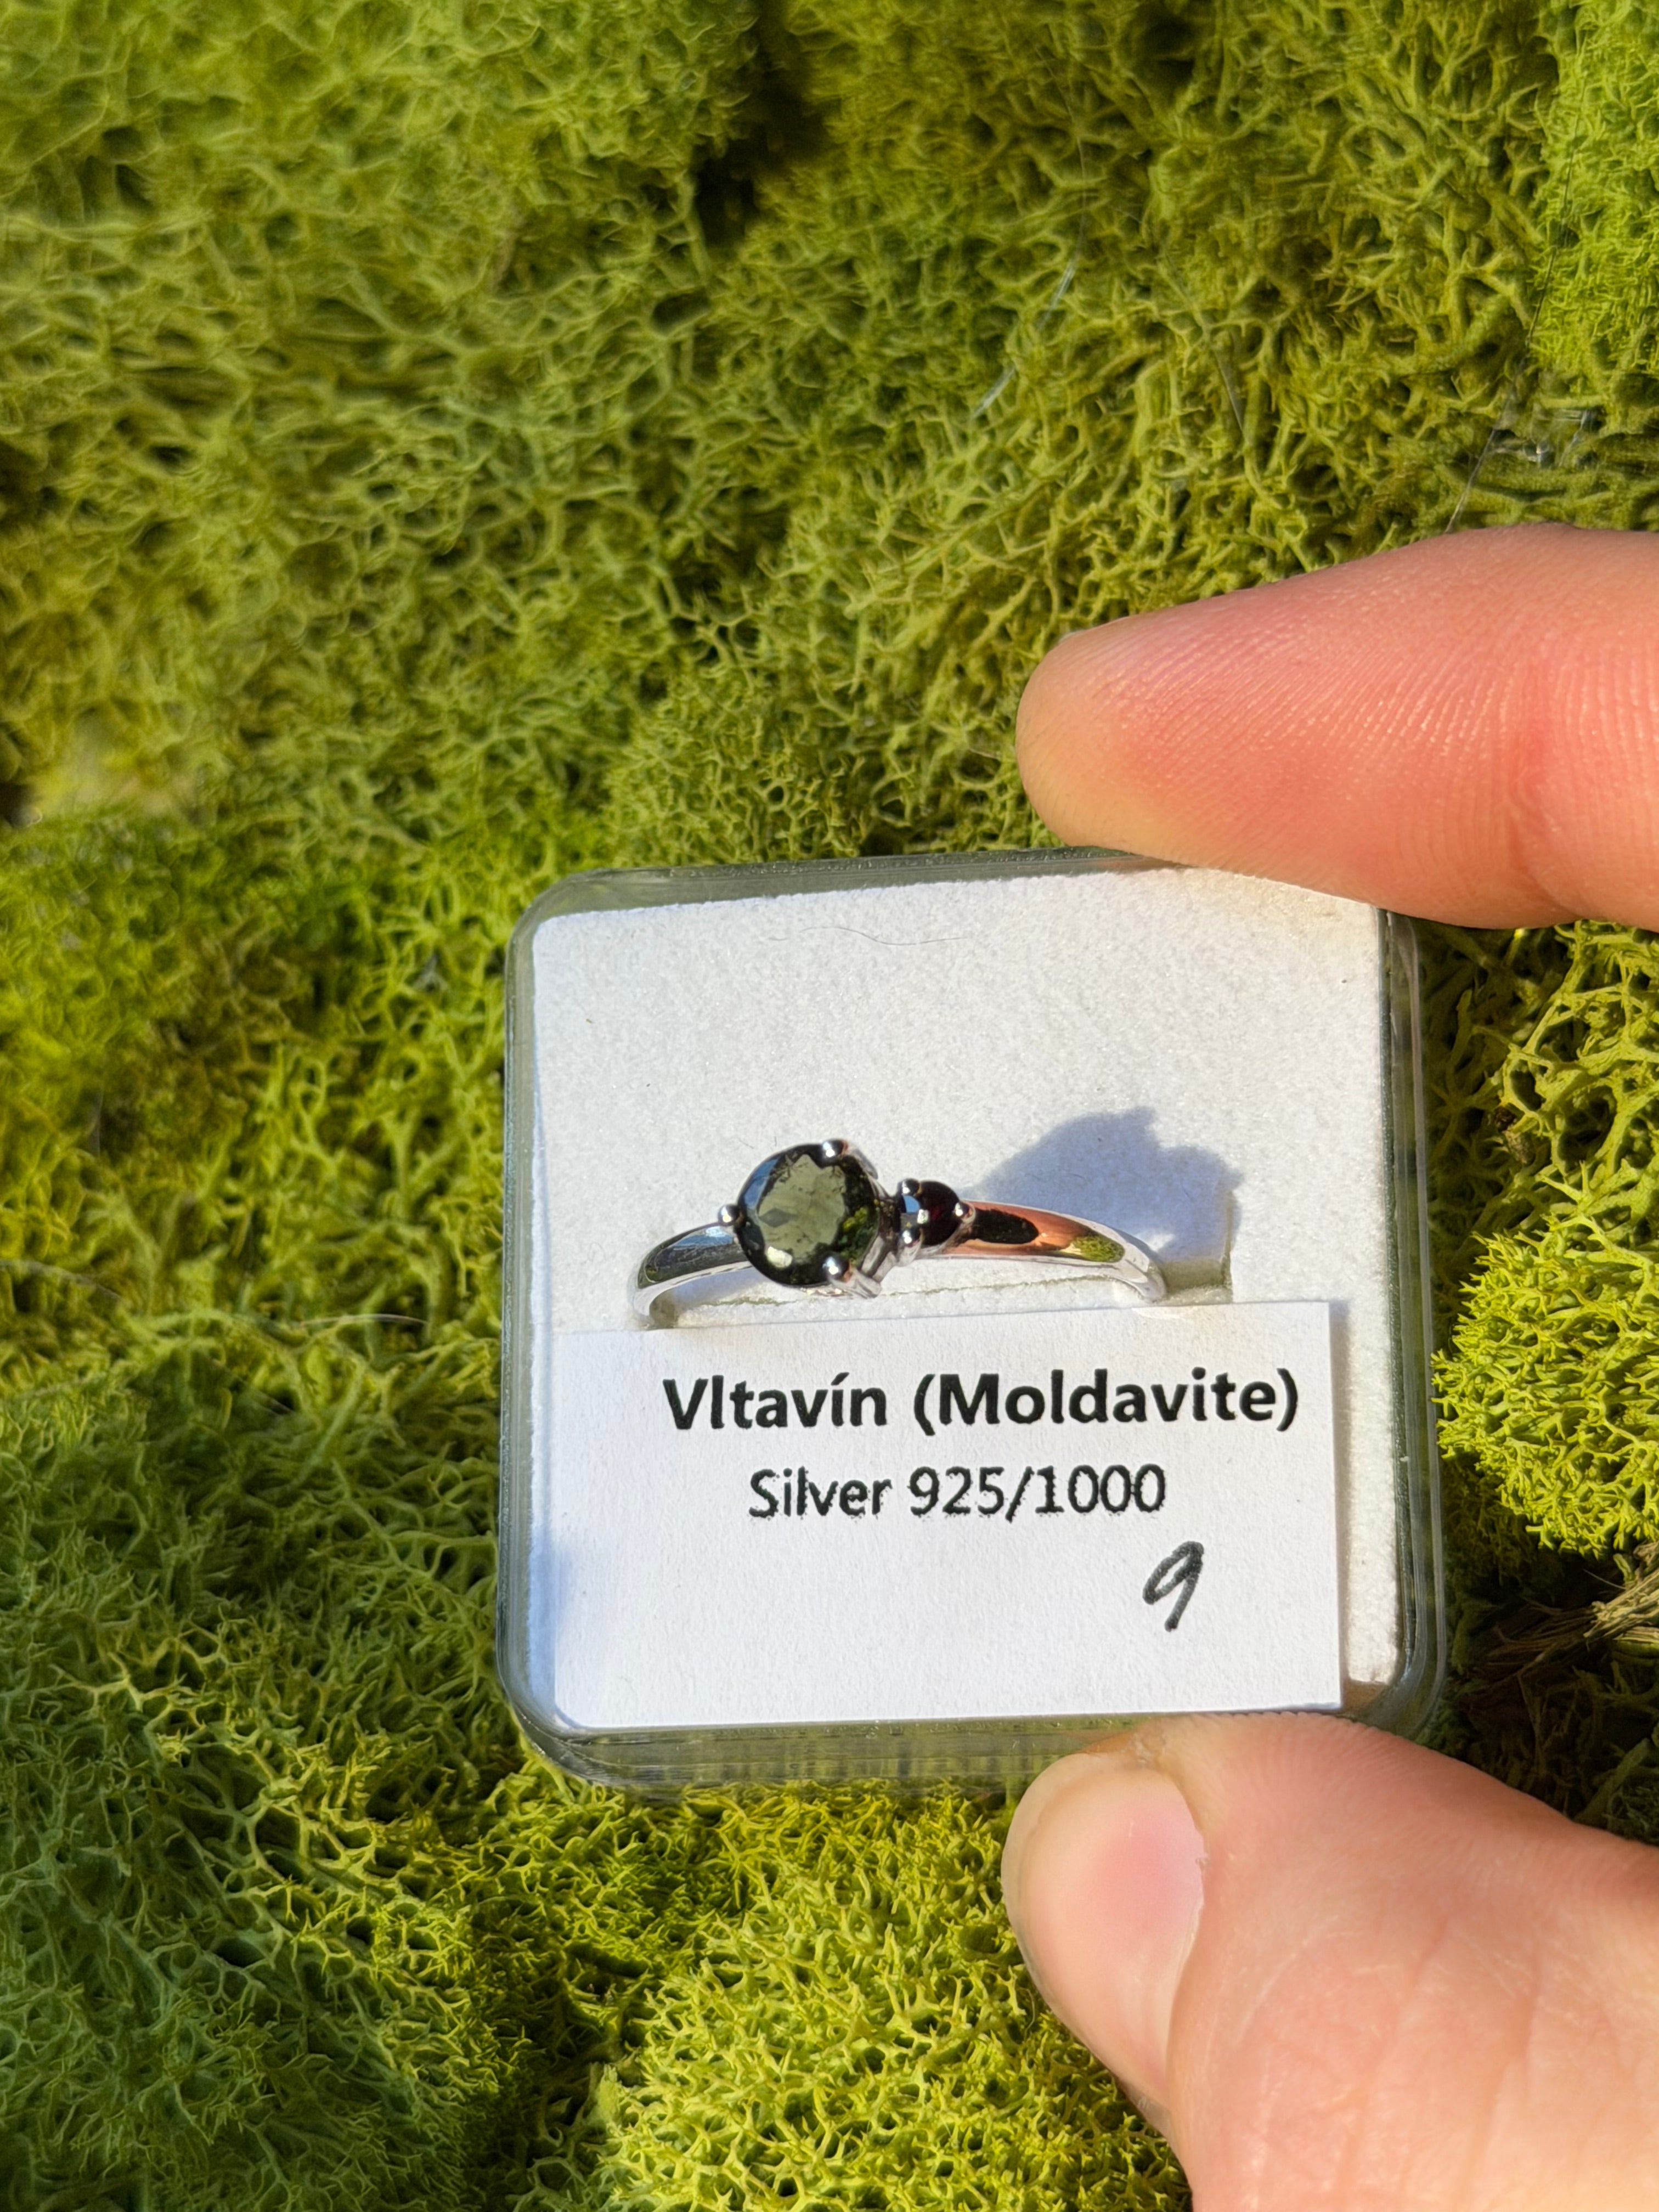 Vltavín (Moldavite)
Silver 925/1000
9